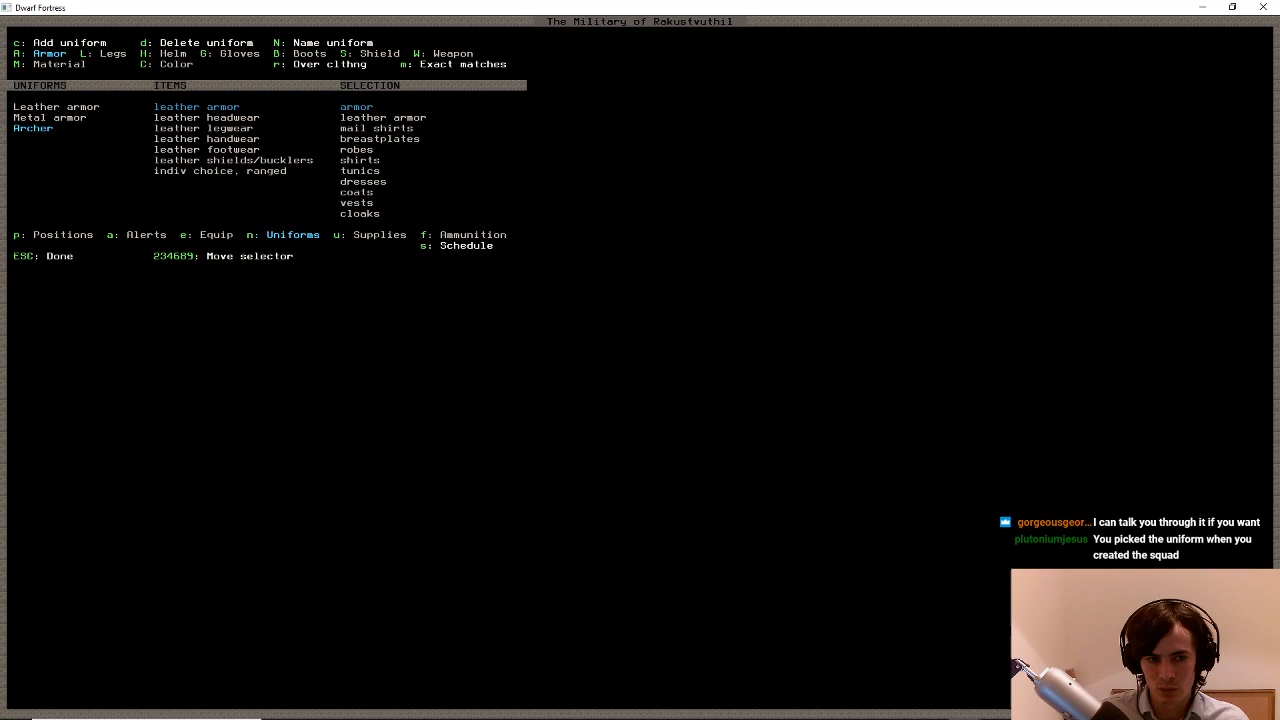 Dwarf Fortress
The Military of Rakustvuthil
c: Add uniform d: Delete uniform N: Name uniform
A: Armor L: Legs H: Helm G: Gloves B: Boots S: Shield W: Weapon
M: Material C: Color r: Over clthng m: Exact matches
UNIFORMS ITEMS SELECTION
Leather armor leather armor armor
Metal armor leather headwear leather armor
Archer leather legwear mail shirts
leather handwear breastplates
leather footwear robes
leather shields/bucklers shirts
indiv choice, ranged tunics
dresses
coats
vests
cloaks
p: Positions a: Alerts e: Equip n: Uniforms u: Supplies f: Ammunition
s: Schedule
ESC: Done 234689: Move selector
gorgeousgeor... I can talk you through it if you want
plutoniumjesus You picked the uniform when you
created the squad